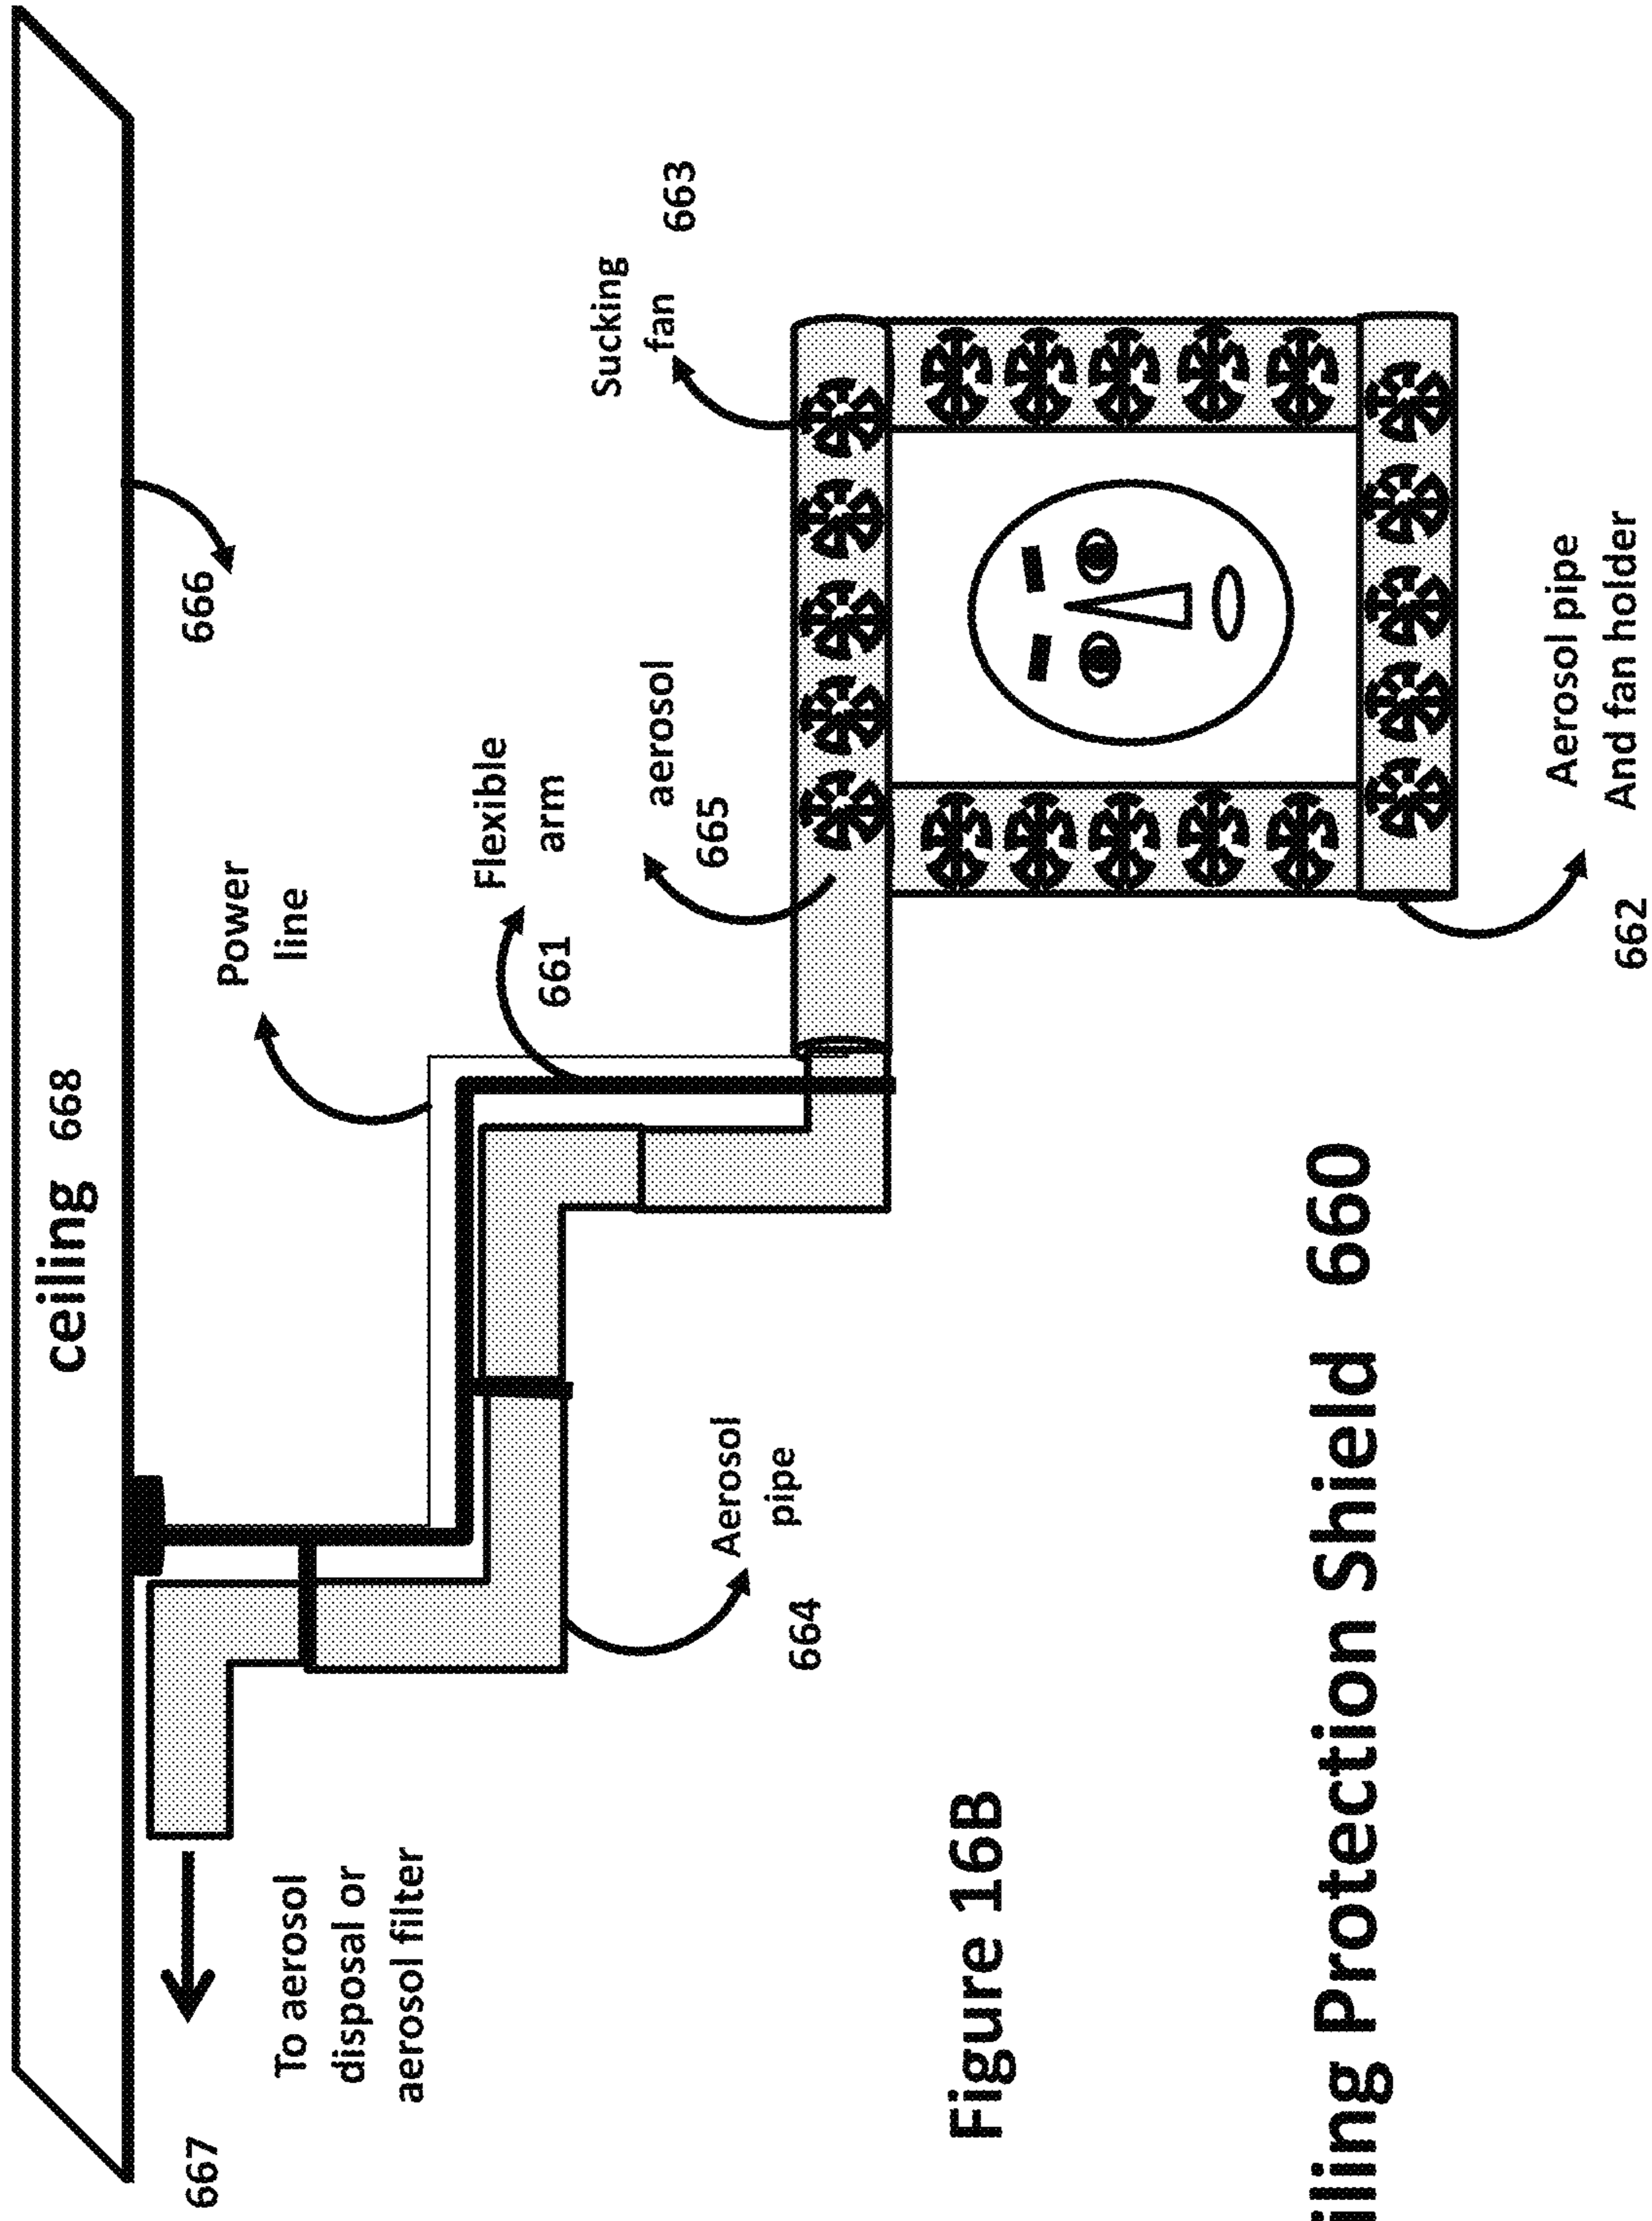 ceiling 668
666
Power
line
Flexible
arm
661
aerosol
665
Sucking
fan 663
667
To aerosol
disposal or
aerosol filter
Aerosol
pipe
664
Aerosol pipe
And fan holder
662
Figure 16B
Protection Shield 660